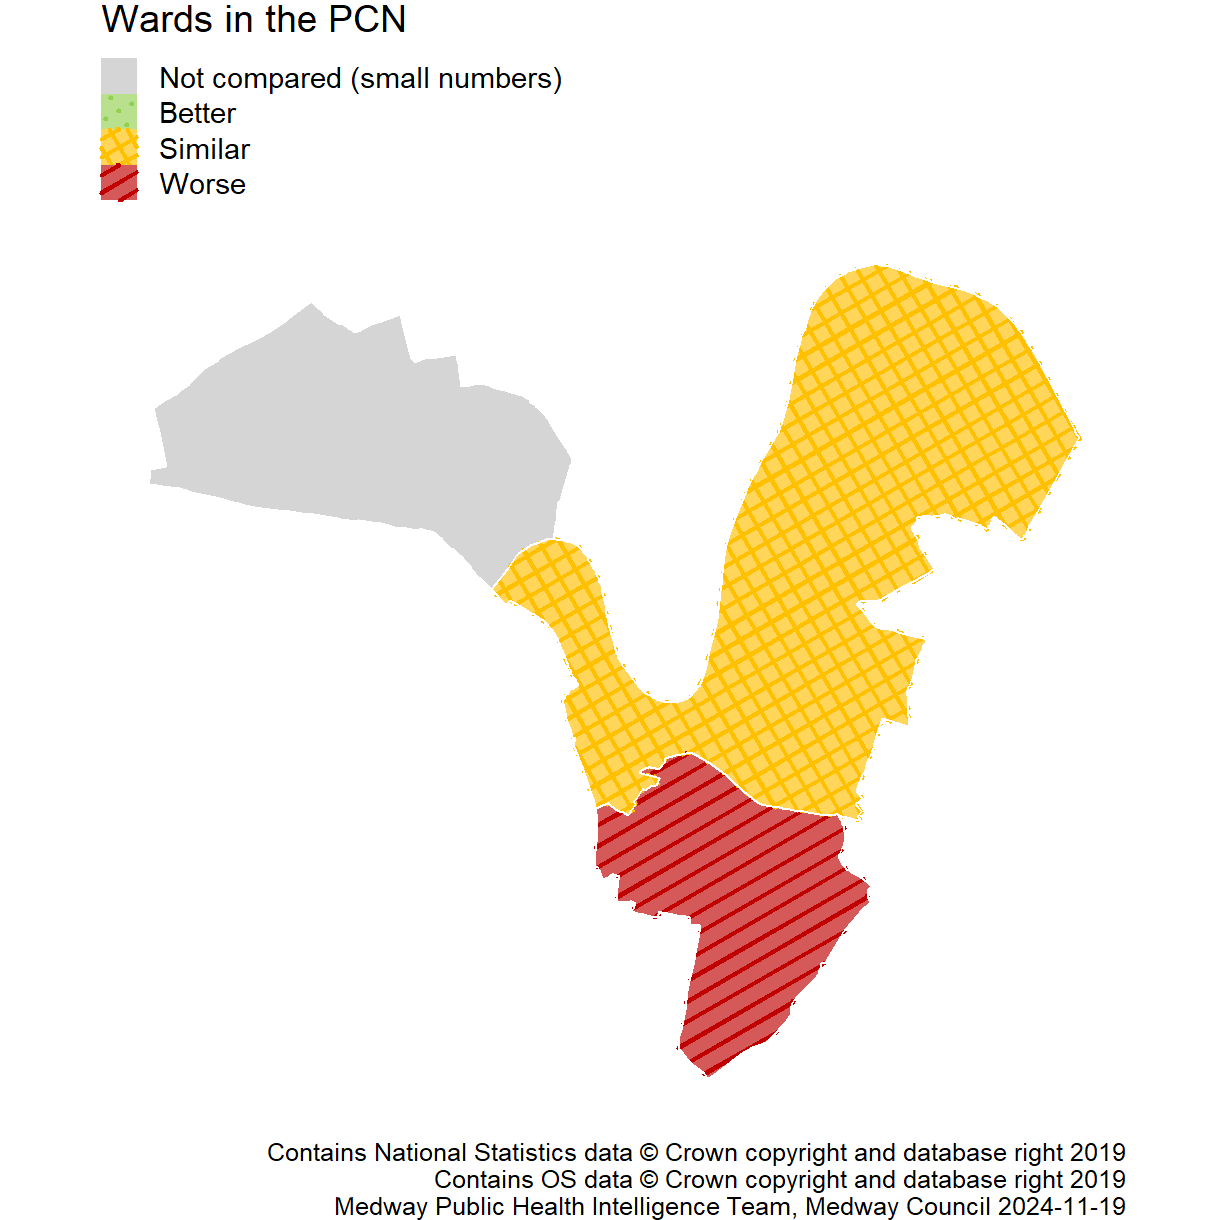 Wards in the PCN
Not compared (small numbers)
Better
Similar
Worse
Contains National Statistics data © Crown copyright and database right 2019
Contains OS data © Crown copyright and database right 2019
Medway Public Health Intelligence Team, Medway Council 2024-11-19